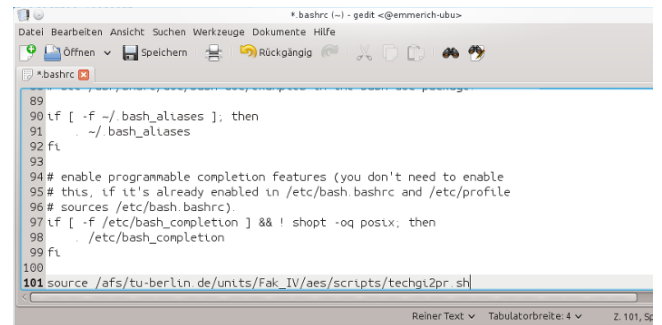 *.bashrc (~) - gedit <@emmerich-ubu>
Datei Bearbeiten Ansicht Suchen Werkzeuge Dokumente Hilfe
Öffnen Speichern Rückgängig
*.bashrc
89
90 if [ -f ~/.bash_aliases ]; then
91     . ~/.bash_aliases
92 fi
93
94 # enable programmable completion features (you don't need to enable
95 # this, if it's already enabled in /etc/bash.bashrc and /etc/profile
96 # sources /etc/bash.bashrc).
97 if [ -f /etc/bash_completion ] && ! shopt -oq posix; then
98     . /etc/bash_completion
99 fi
100
101 source /afs/tu-berlin.de/units/Fak_IV/aes/scripts/techgi2pr.sh
Reiner Text Tabulatorbreite: 4 Z. 101, Sp